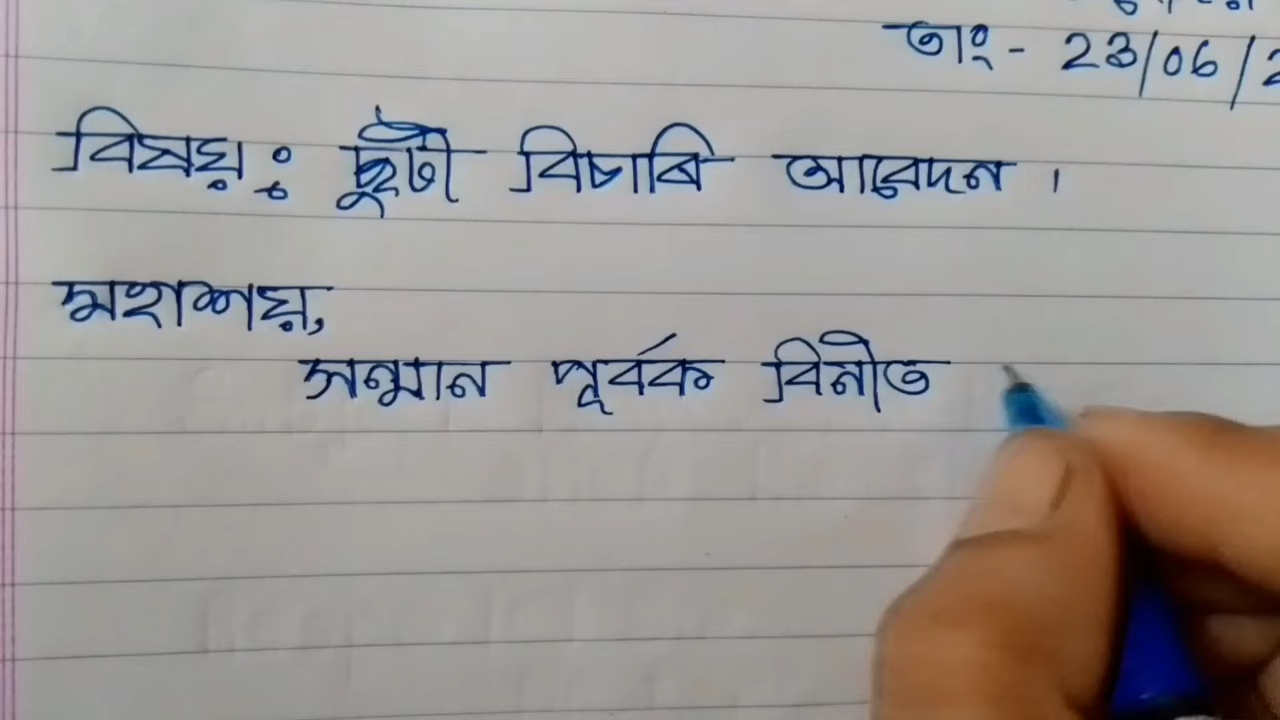 তাং - 23/06/2
বিষয় : ছুটী বিচাৰি আবেদন ।
মহাশয়,
সন্মান পূৰ্বক বিনীত